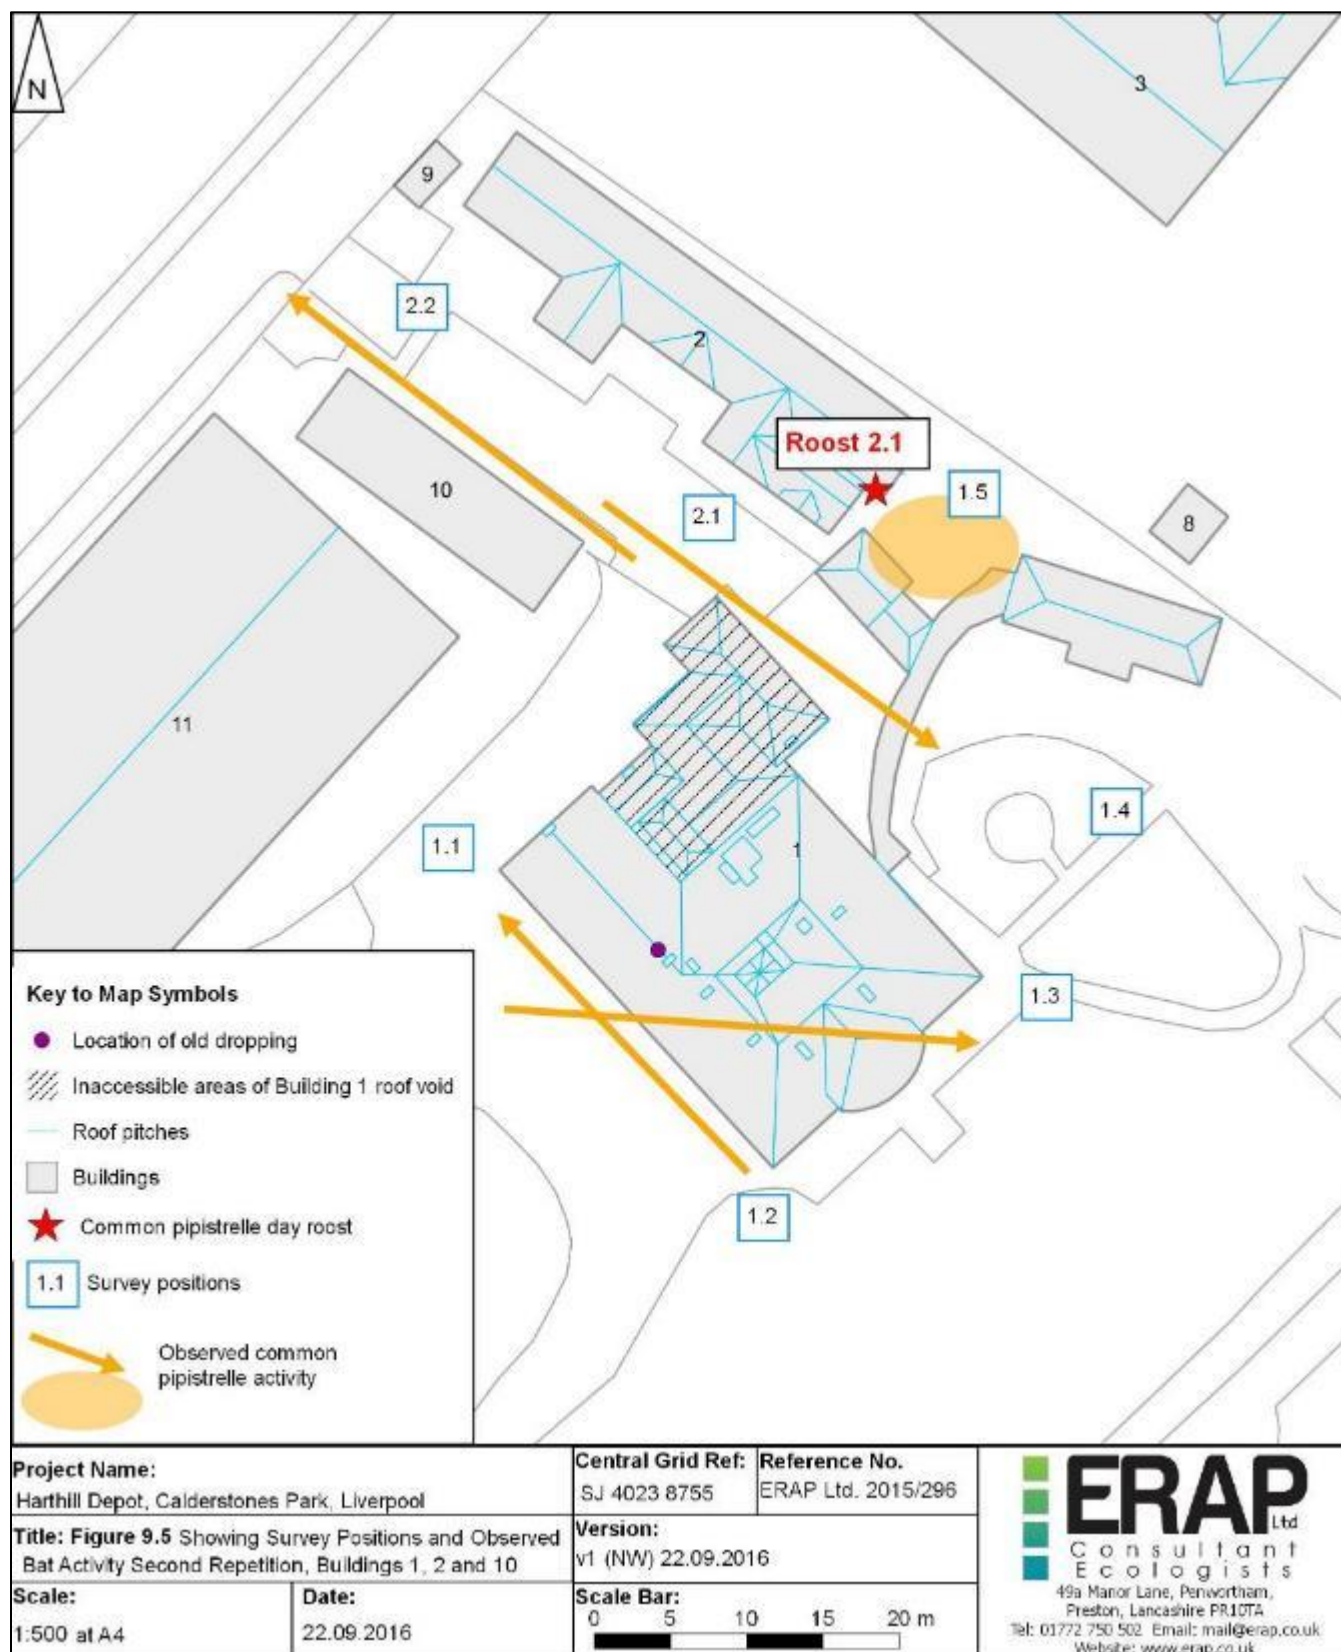 N
3
9
2.2
2
Roost 2.1
10
2.1
1.5
8
11
1.1
1
1.4
1.3
1.2
Key to Map Symbols
Location of old dropping
Inaccessible areas of Building 1 roof void
Roof pitches
Buildings
Common pipistrelle day roost
1.1 Survey positions
Observed common
pipistrelle activity
Project Name:
Harthill Depot, Calderstones Park, Liverpool
Title: Figure 9.5 Showing Survey Positions and Observed
Bat Activity Second Repetition, Buildings 1, 2 and 10
Scale:
1:500 at A4
Date:
22.09.2016
Central Grid Ref:
SJ 4023 8755
Reference No.
ERAP Ltd. 2015/296
Version:
v1 (NW) 22.09.2016
Scale Bar:
0 5 10 15 20 m
ERAP Ltd
Consultant
Ecologists
49a Manor Lane, Penwortham,
Preston, Lancashire PR10TA
Tel: 01772 750 502 Email: mail@erap.co.uk
Website: www.erap.co.uk